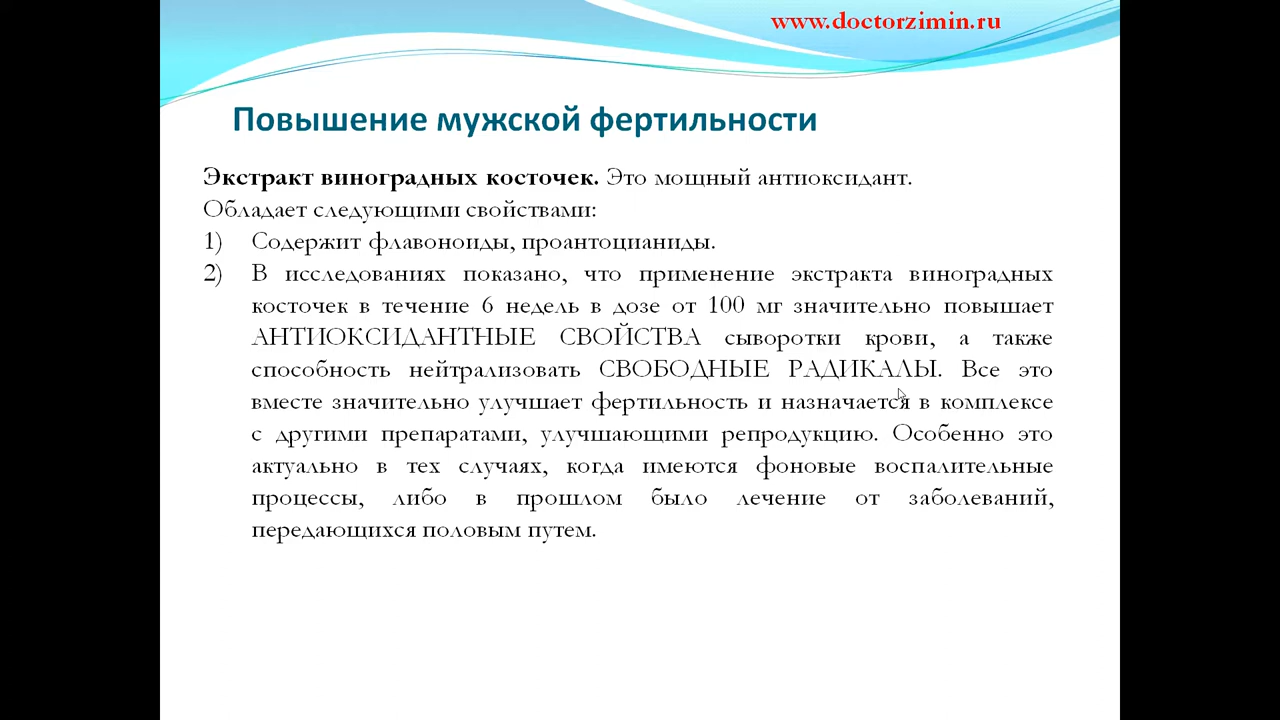 www.doctorzimin.ru
Повышение мужской фертильности
Экстракт виноградных косточек. Это мощный антиоксидант.
Обладает следующими свойствами:
1) Содержит флавоноиды, проантоцианиды.
2) В исследованиях показано, что применение экстракта виноградных
косточек в течение 6 недель в дозе от 100 мг значительно повышает
АНТИОКСИДАНТНЫЕ СВОЙСТВА сыворотки крови, а также
способность нейтрализовать СВОБОДНЫЕ РАДИКАЛЫ. Все это
вместе значительно улучшает фертильность и назначается в комплексе
с другими препаратами, улучшающими репродукцию. Особенно это
актуально в тех случаях, когда имеются фоновые воспалительные
процессы, либо в прошлом было лечение от заболеваний,
передающихся половым путем.